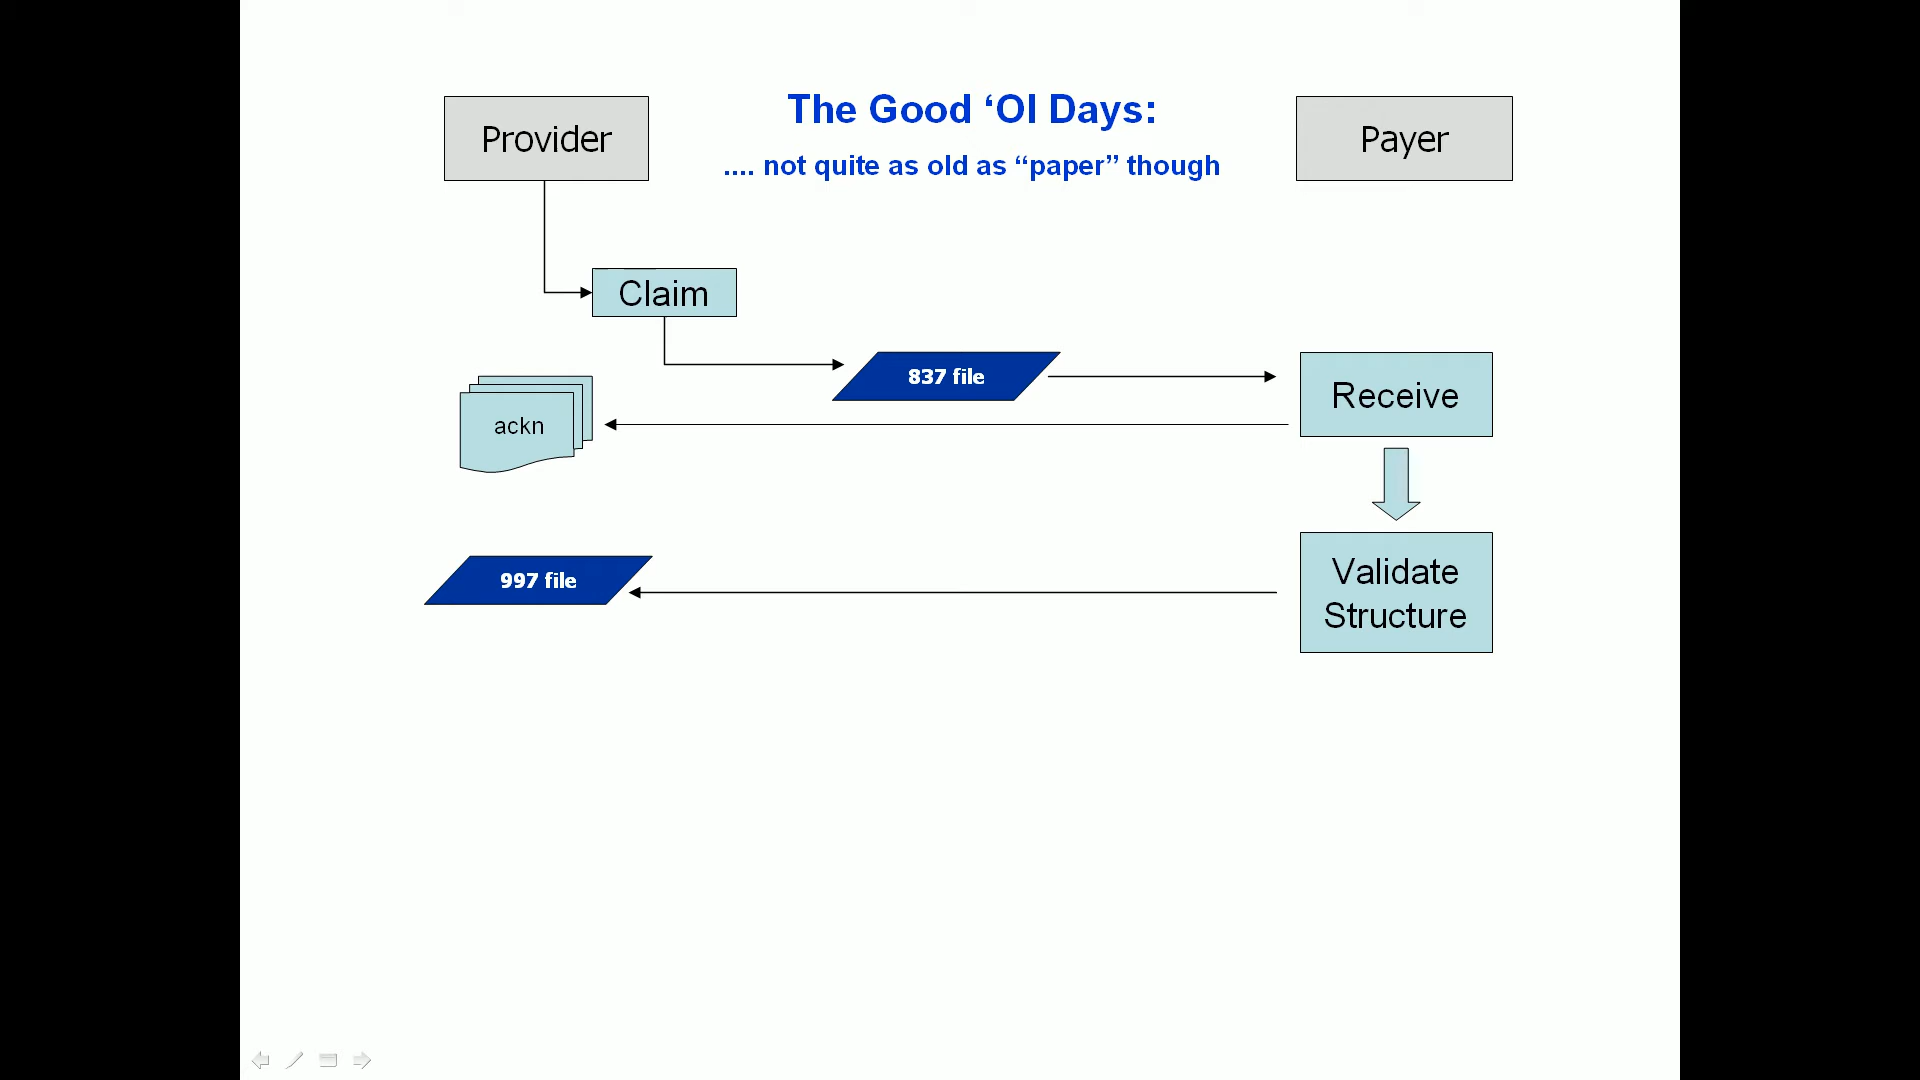 Provider
The Good ‘Ol Days:
.... not quite as old as “paper” though
Payer
Claim
837 file
Receive
ackn
997 file
Validate
Structure